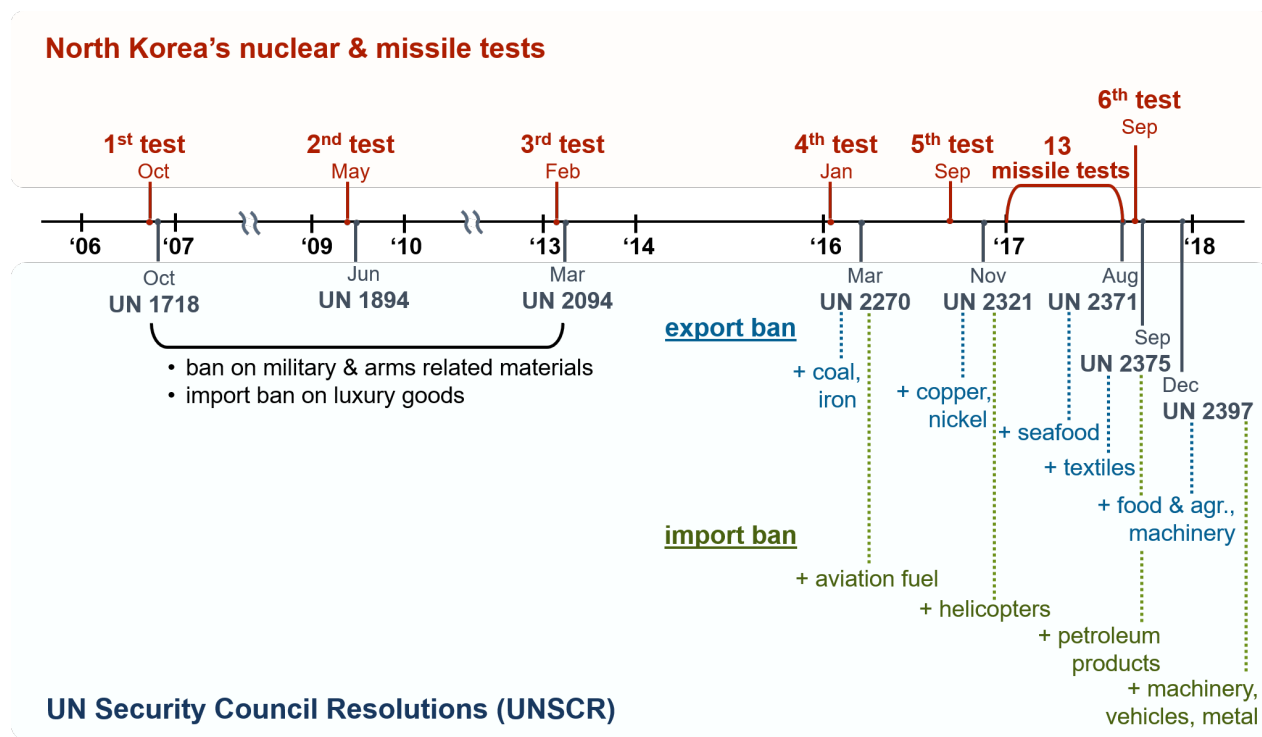 North Korea’s nuclear & missile tests
6th test
Sep
1st test
Oct
2nd test
May
3rd test
Feb
4th test
Jan
5th test
Sep
13
missile tests
‘06
‘07
‘09
‘10
‘13
‘14
‘16
‘17
‘18
Oct
UN 1718
Jun
UN 1894
Mar
UN 2094
Mar
UN 2270
Nov
UN 2321
Aug
UN 2371
Sep
UN 2375
Dec
UN 2397
• ban on military & arms related materials
• import ban on luxury goods
export ban
+ coal,
iron
+ copper,
nickel
+ seafood
+ textiles
+ food & agr.,
machinery
import ban
+ aviation fuel
+ helicopters
+ petroleum
products
+ machinery,
vehicles, metal
UN Security Council Resolutions (UNSCR)